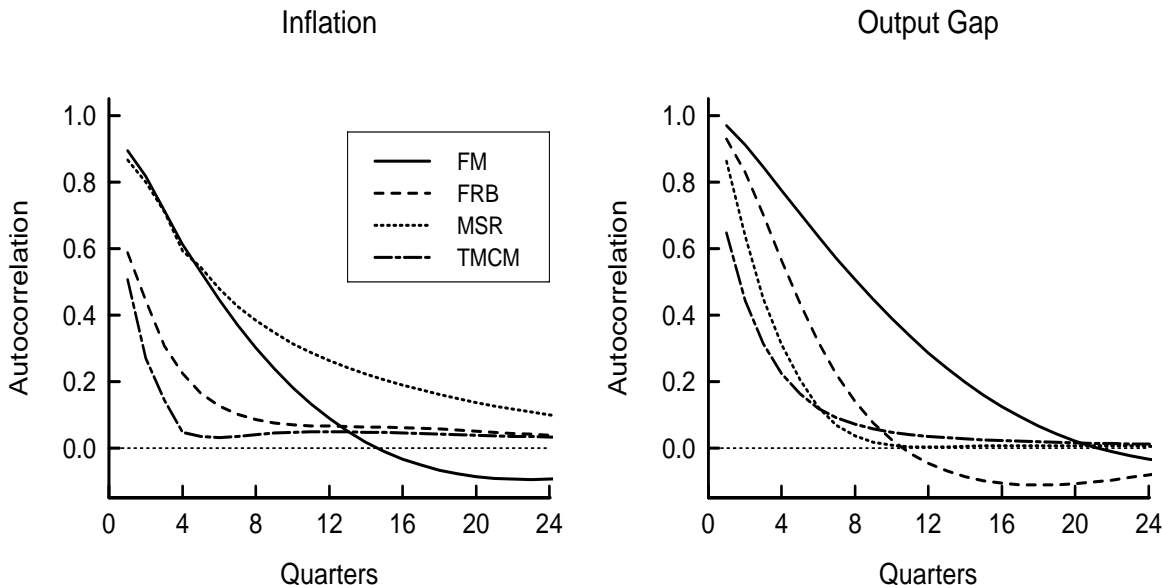 Inflation
Output Gap
Autocorrelation
1.0
0.8
0.6
0.4
0.2
0.0
FM
FRB
MSR
TMCM
0 4 8 12 16 20 24
Quarters
Autocorrelation
1.0
0.8
0.6
0.4
0.2
0.0
0 4 8 12 16 20 24
Quarters